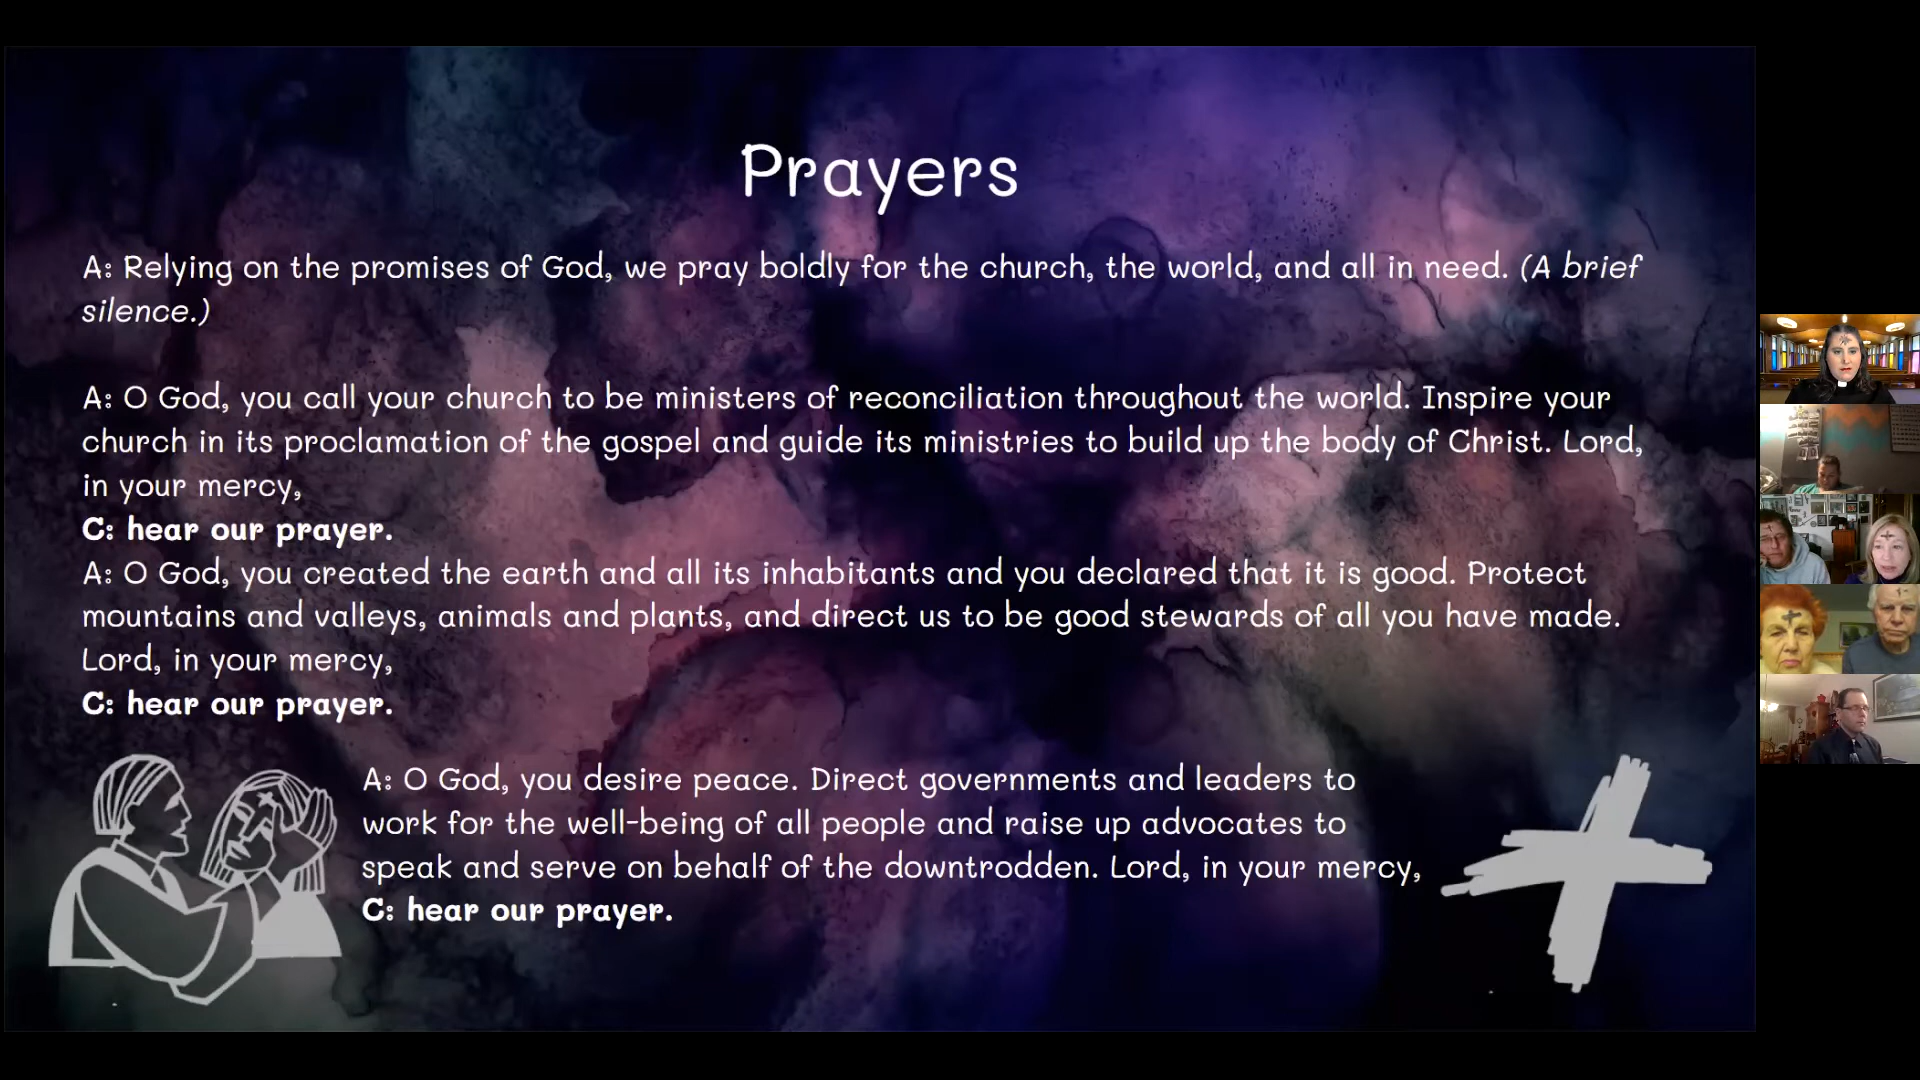 Prayers
A: Relying on the promises of God, we pray boldly for the church, the world, and all in need. (A brief
silence.)
A: O God, you call your church to be ministers of reconciliation throughout the world. Inspire your
church in its proclamation of the gospel and guide its ministries to build up the body of Christ. Lord,
in your mercy,
C: hear our prayer.
A: O God, you created the earth and all its inhabitants and you declared that it is good. Protect
mountains and valleys, animals and plants, and direct us to be good stewards of all you have made.
Lord, in your mercy,
C: hear our prayer.
A: O God, you desire peace. Direct governments and leaders to
work for the well-being of all people and raise up advocates to
speak and serve on behalf of the downtrodden. Lord, in your mercy,
C: hear our prayer.